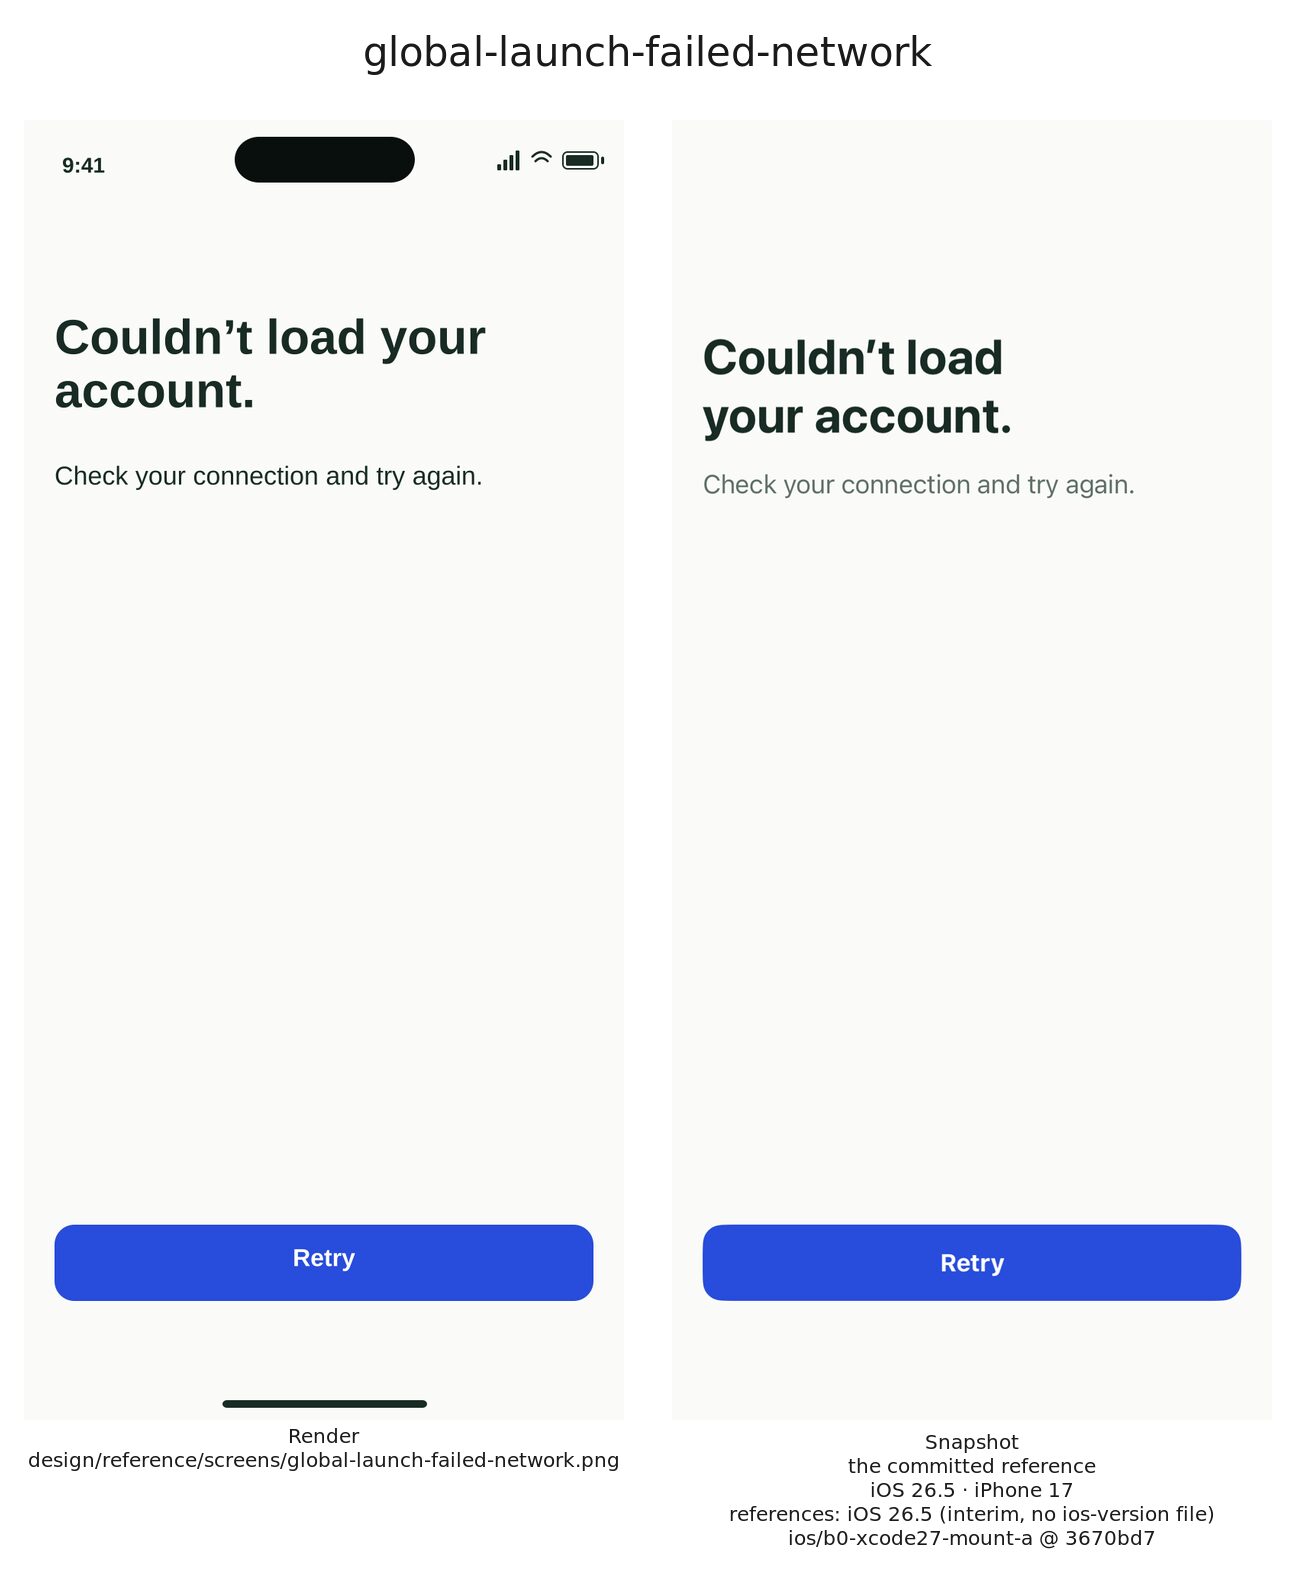 global-launch-failed-network
9:41
Couldn’t load your
account.
Check your connection and try again.
Retry
Render
design/reference/screens/global-launch-failed-network.png
Couldn’t load
your account.
Check your connection and try again.
Retry
Snapshot
the committed reference
iOS 26.5 · iPhone 17
references: iOS 26.5 (interim, no ios-version file)
ios/b0-xcode27-mount-a @ 3670bd7